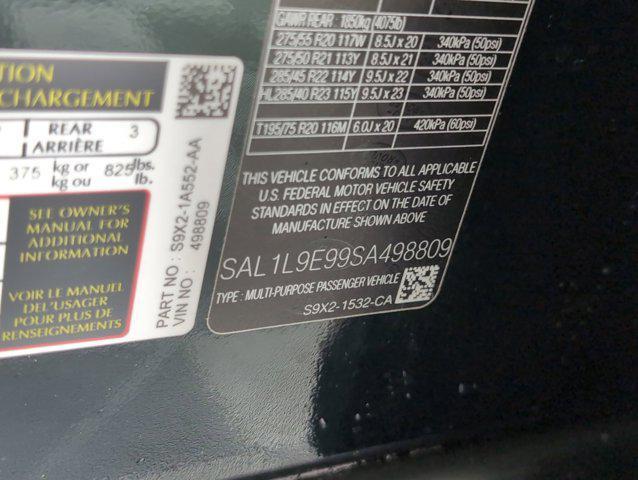 TION
CHARGEMENT
REAR 3
ARRIÈRE
375 kg or 825 lbs.
kg ou lb.
SEE OWNER'S
MANUAL FOR
ADDITIONAL
INFORMATION
VOIR LE MANUEL
DEL'USAGER
POUR PLUS DE
RENSEIGNEMENTS
PART NO : S9X2-1A552-AA
VIN NO : 498809
GAWR REAR : 1850kg (4075lb)
275/55 R20 117W 8.5J x 20 340kPa (50psi)
275/50 R21 113Y 8.5J x 21 340kPa (50psi)
285/45 R22 114Y 9.5J x 22 340kPa (50psi)
HL285/40 R23 115Y 9.5J x 23 340kPa (50psi)
T195/75 R20 116M 6.0J x 20 420kPa (60psi)
THIS VEHICLE CONFORMS TO ALL APPLICABLE
U.S. FEDERAL MOTOR VEHICLE SAFETY
STANDARDS IN EFFECT ON THE DATE OF
MANUFACTURE SHOWN ABOVE
SAL1L9E99SA498809
TYPE : MULTI-PURPOSE PASSENGER VEHICLE
S9X2-1532-CA